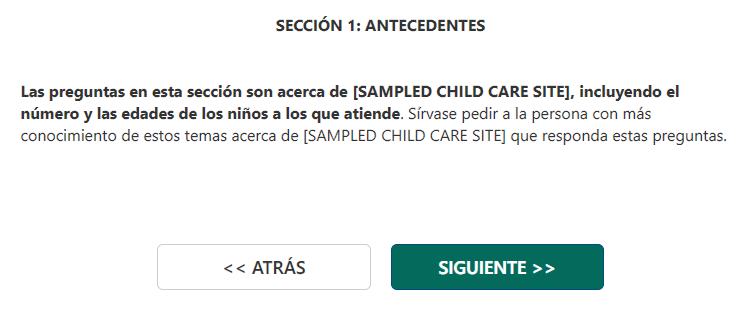 SECCIÓN 1: ANTECEDENTES
Las preguntas en esta sección son acerca de [SAMPLED CHILD CARE SITE], incluyendo el
número y las edades de los niños a los que atiende. Sírvase pedir a la persona con más
conocimiento de estos temas acerca de [SAMPLED CHILD CARE SITE] que responda estas preguntas.
<< ATRÁS
SIGUIENTE >>